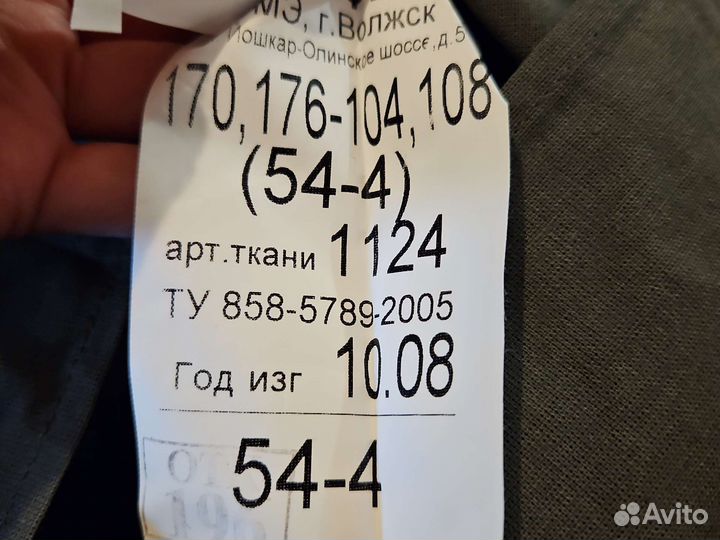 МЭ, г.Волжск
Йошкар-Олинское шоссе, д.5
170,176-104,108
(54-4)
арт.ткани 1124
ТУ 858-5789-2005
Год изг 10.08
54-4
Avito